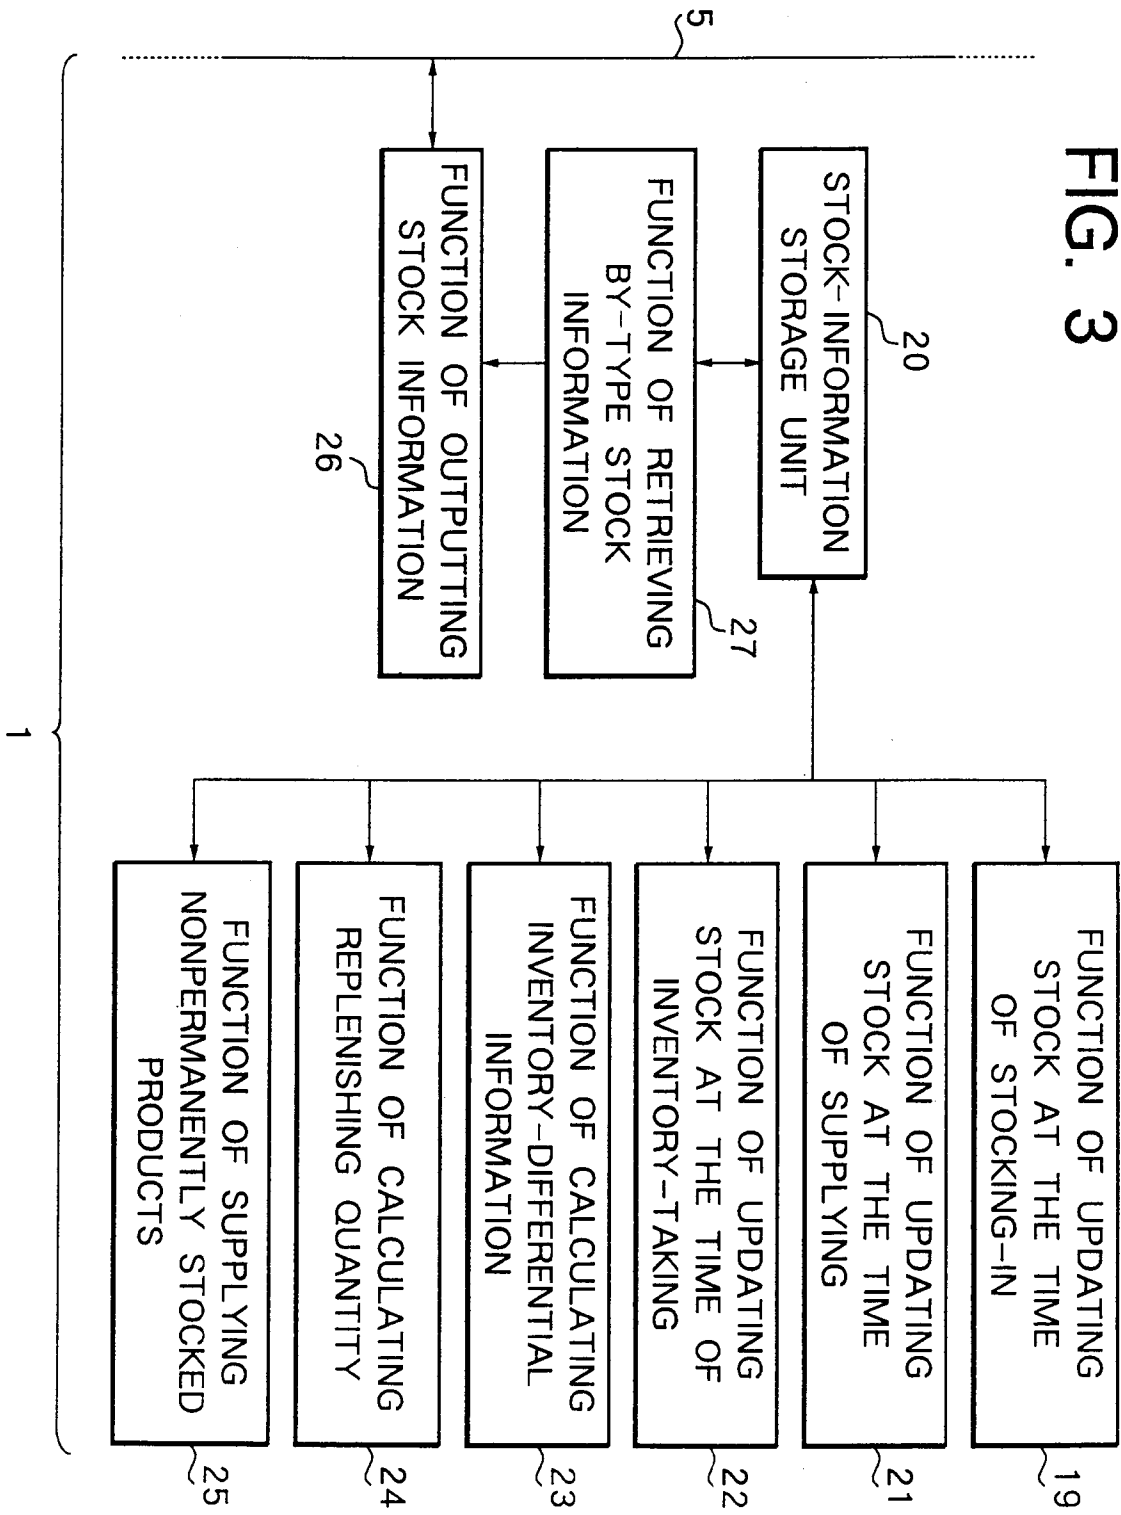 FIG. 3
5
20
STOCK-INFORMATION
STORAGE UNIT
27
FUNCTION OF RETRIEVING
BY-TYPE STOCK
INFORMATION
FUNCTION OF OUTPUTTING
STOCK INFORMATION
26
FUNCTION OF UPDATING
STOCK AT THE TIME
OF STOCKING-IN
19
FUNCTION OF UPDATING
STOCK AT THE TIME
OF SUPPLYING
21
FUNCTION OF UPDATING
STOCK AT THE TIME OF
INVENTORY-TAKING
22
FUNCTION OF CALCULATING
INVENTORY-DIFFERENTIAL
INFORMATION
23
FUNCTION OF CALCULATING
REPLENISHING QUANTITY
24
FUNCTION OF SUPPLYING
NONPERMANENTLY STOCKED
PRODUCTS
25
1